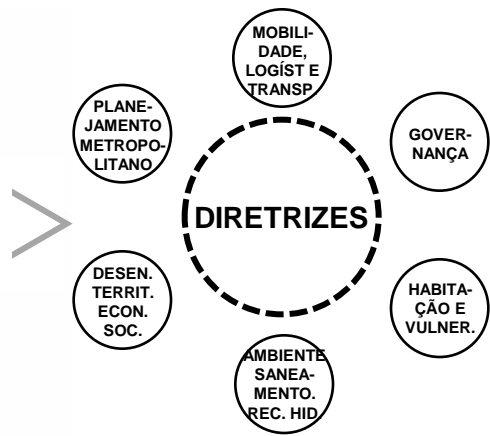 MOBILI-
DADE,
LOGÍST E
TRANSP.
PLANE-
JAMENTO
METROPO-
LITANO
GOVER-
NANÇA
DIRETRIZES
DESEN.
TERRIT.
ECON.
SOC.
HABITA-
ÇÃO E
VULNER.
AMBIENTE
SANEA-
MENTO.
REC. HID.